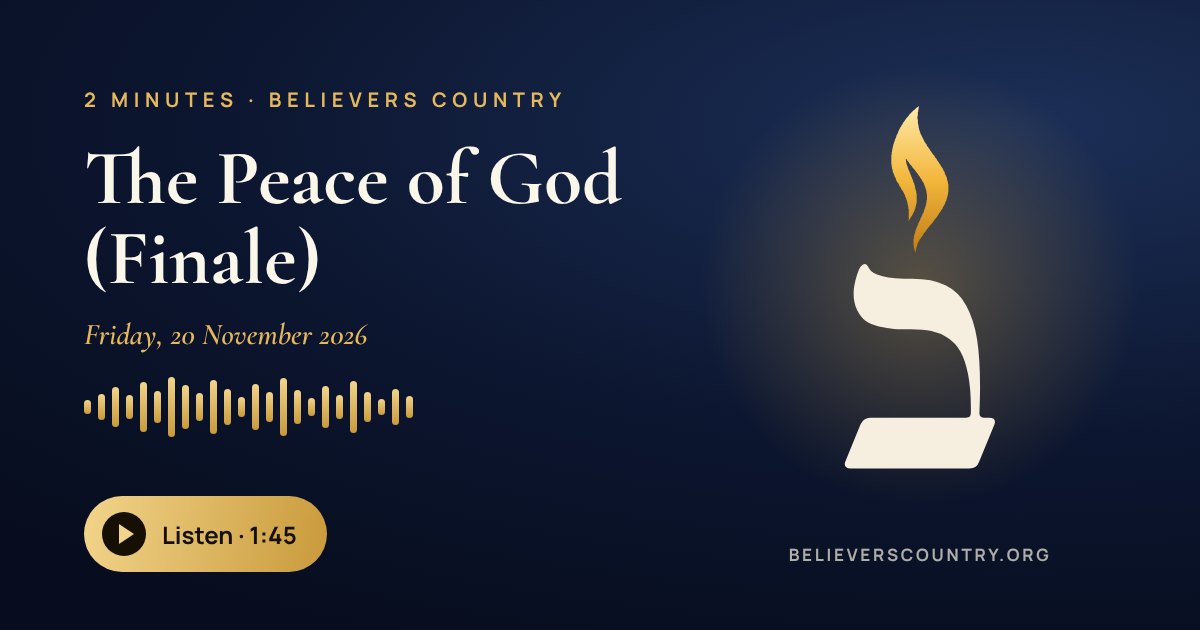 2 MINUTES · BELIEVERS COUNTRY
The Peace of God
(Finale)
Friday, 20 November 2026
Listen · 1:45
ב
BELIEVERSCOUNTRY.ORG